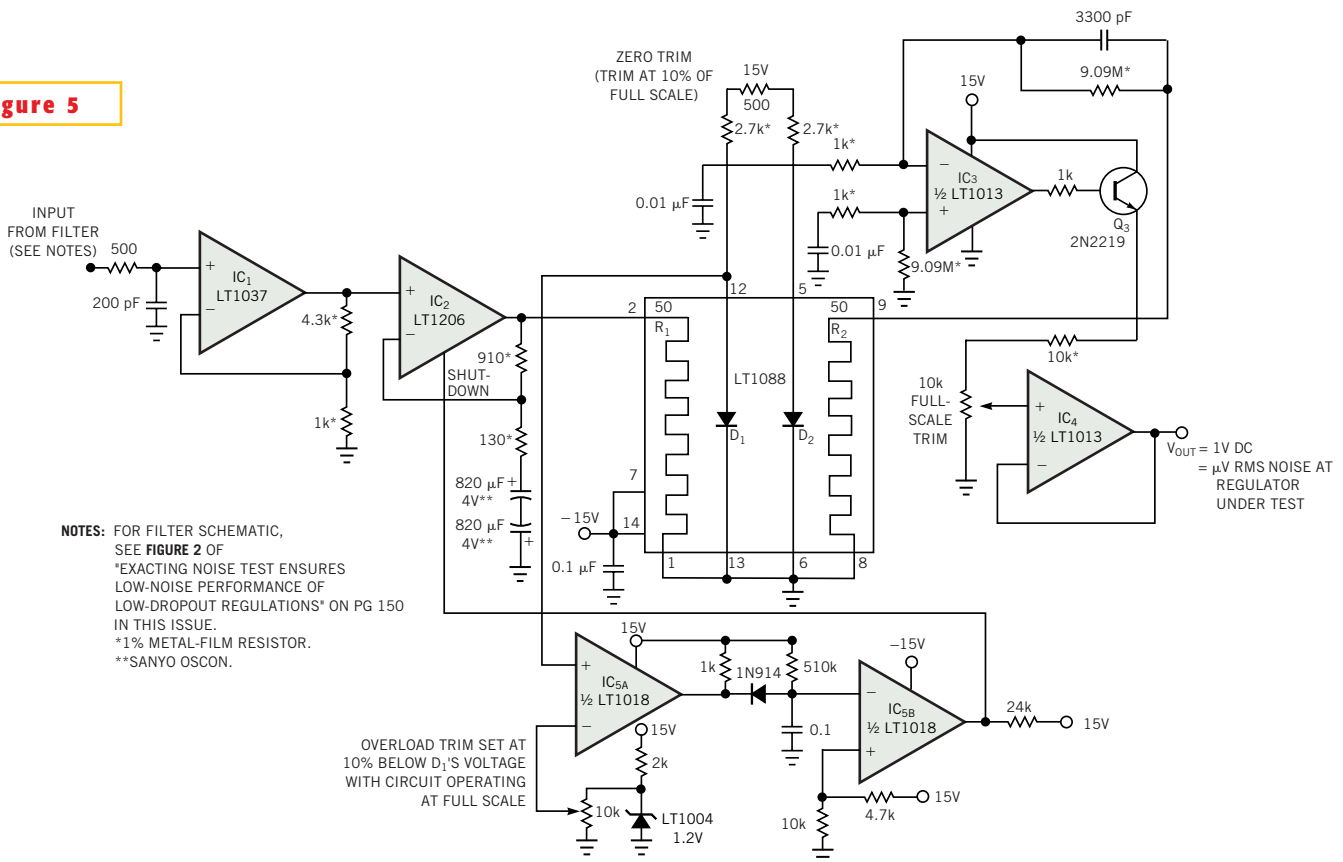 gure 5
3300 pF
9.09M*
ZERO TRIM
(TRIM AT 10% OF
FULL SCALE)
15V
500
2.7k*
2.7k*
15V
1k*
1k*
0.01 µF
0.01 µF
9.09M*
−
+
IC3
½ LT1013
1k
Q3
2N2219
INPUT
FROM FILTER
(SEE NOTES)
500
200 pF
+
−
IC1
LT1037
4.3k*
1k*
+
−
IC2
LT1206
SHUT-
DOWN
910*
130*
820 µF
4V**
+
820 µF
4V**
+
2
50
R1
12
5
50
R2
9
LT1088
D1
D2
7
14
−15V
0.1 µF
1
13
6
8
10k*
10k
FULL-
SCALE
TRIM
+
−
IC4
½ LT1013
VOUT = 1V DC
= µV RMS NOISE AT
REGULATOR
UNDER TEST
NOTES: FOR FILTER SCHEMATIC,
SEE FIGURE 2 OF
"EXACTING NOISE TEST ENSURES
LOW-NOISE PERFORMANCE OF
LOW-DROPOUT REGULATIONS" ON PG 150
IN THIS ISSUE.
*1% METAL-FILM RESISTOR.
**SANYO OSCON.
15V
+
−
IC5A
½ LT1018
1k
1N914
510k
0.1
−15V
−
+
IC5B
½ LT1018
24k
15V
OVERLOAD TRIM SET AT
10% BELOW D1'S VOLTAGE
WITH CIRCUIT OPERATING
AT FULL SCALE
15V
2k
10k
LT1004
1.2V
10k
4.7k
15V